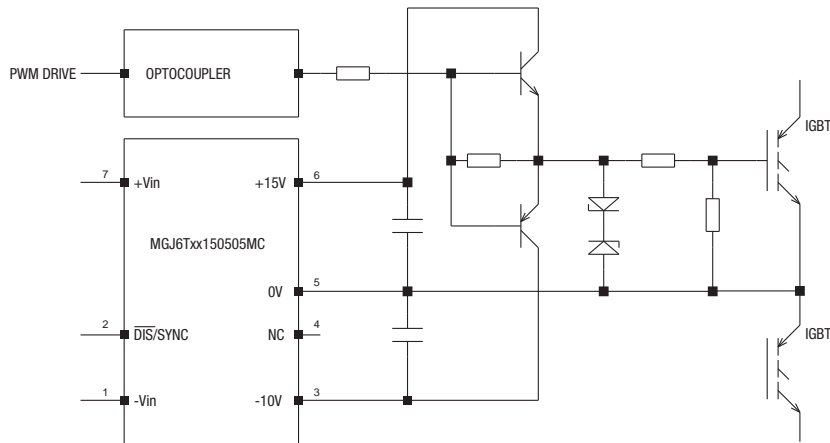 PWM DRIVE
OPTOCOUPLER
IGBT
7
+Vin
+15V
6
MGJ6Txx150505MC
0V
5
2
DIS/SYNC
NC
4
IGBT
1
-Vin
-10V
3